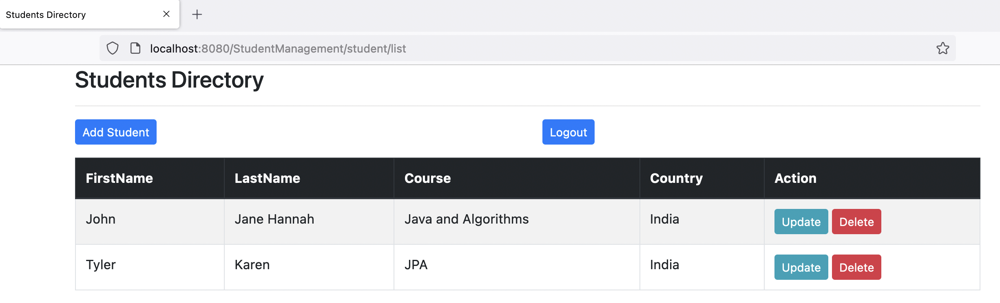 Students Directory
localhost:8080/StudentManagement/student/list
Students Directory
Add Student Logout
FirstName LastName Course Country Action
John Jane Hannah Java and Algorithms India Update Delete
Tyler Karen JPA India Update Delete